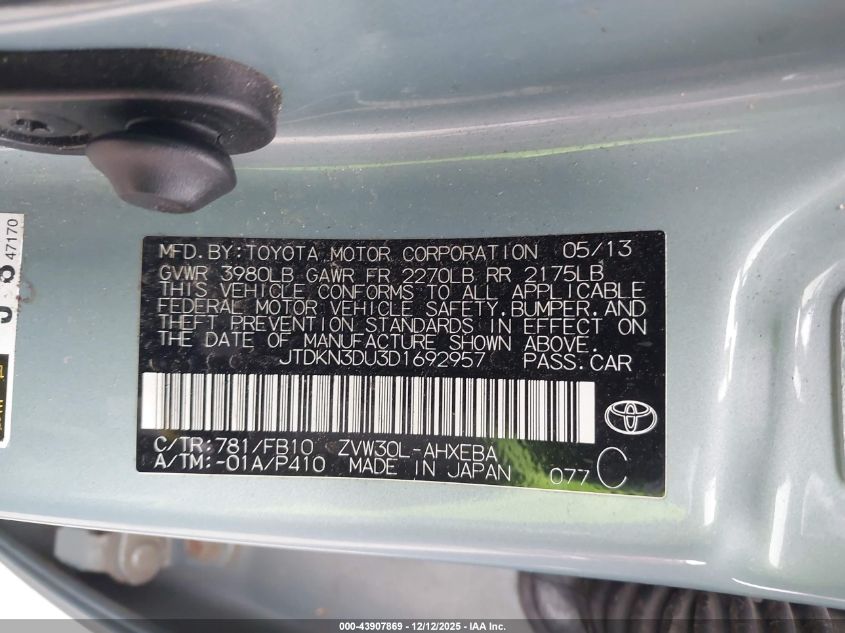 MFD. BY: TOYOTA MOTOR CORPORATION 05/13
GVWR 3980LB GAWR FR 2270LB RR 2175LB
THIS VEHICLE CONFORMS TO ALL APPLICABLE
FEDERAL MOTOR VEHICLE SAFETY, BUMPER, AND
THEFT PREVENTION STANDARDS IN EFFECT ON
THE DATE OF MANUFACTURE SHOWN ABOVE.
JTDKN3DU3D1692957 PASS. CAR
C/TR: 781/FB10 ZVW30L-AHXEBA
A/TM: -01A/P410 MADE IN JAPAN 077 C
47170
000-43907869 - 12/12/2025 - IAA Inc.